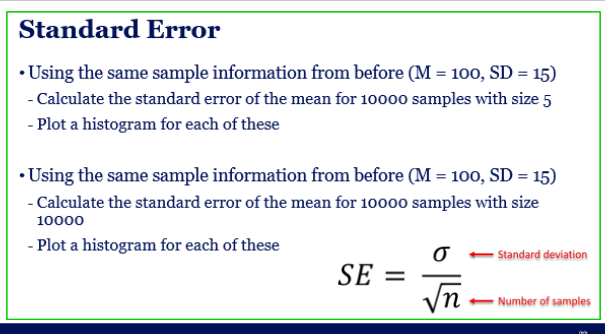 Standard Error
• Using the same sample information from before (M = 100, SD = 15)
- Calculate the standard error of the mean for 10000 samples with size 5
- Plot a histogram for each of these
• Using the same sample information from before (M = 100, SD = 15)
- Calculate the standard error of the mean for 10000 samples with size
10000
- Plot a histogram for each of these
SE = σ / √n
Standard deviation
Number of samples